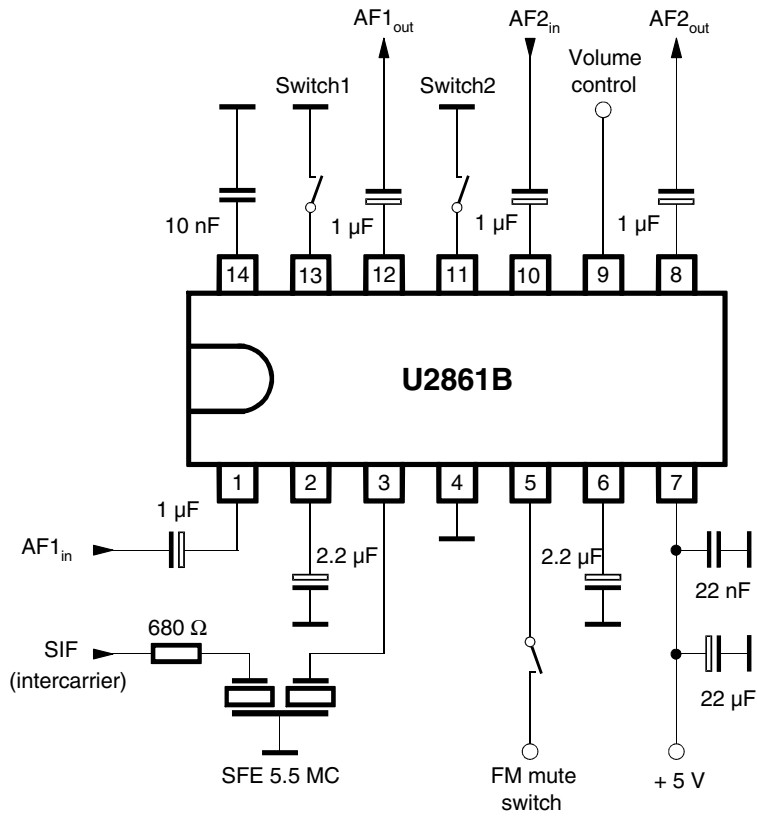 AF1out AF2in AF2out
Volume
control
Switch1 Switch2
10 nF 1 µF 1 µF 1 µF
14 13 12 11 10 9 8
U2861B
1 2 3 4 5 6 7
1 µF
AF1in
2.2 µF 2.2 µF
22 nF
680 Ω
SIF
(intercarrier)
22 µF
SFE 5.5 MC
FM mute
switch
+ 5 V